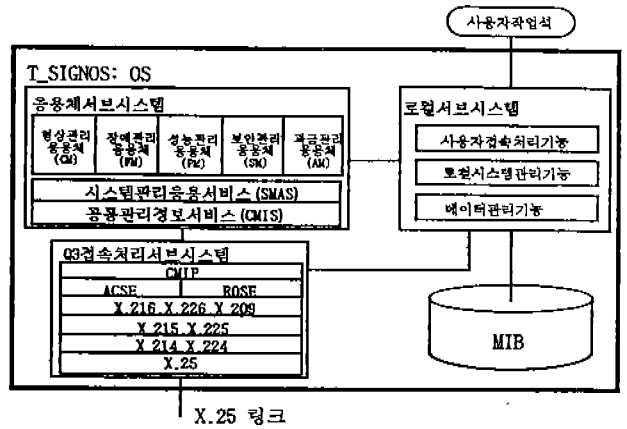 사용자작업석
T_SIGNOS: OS
응용체서브시스템
형상관리 응용체 (CM)
장애관리 응용체 (FM)
성능관리 응용체 (PM)
보안관리 응용체 (SM)
과금관리 응용체 (AM)
시스템관리응용서비스(SMAS)
공통관리정보서비스(CMIS)
로컬서브시스템
사용자접속처리기능
로컬시스템관리기능
데이터관리기능
Q3접속처리서브시스템
CMIP
ACSE ROSE
X.216 X.226 X.209
X.215 X.225
X.214 X.224
X.25
MIB
X.25 링크